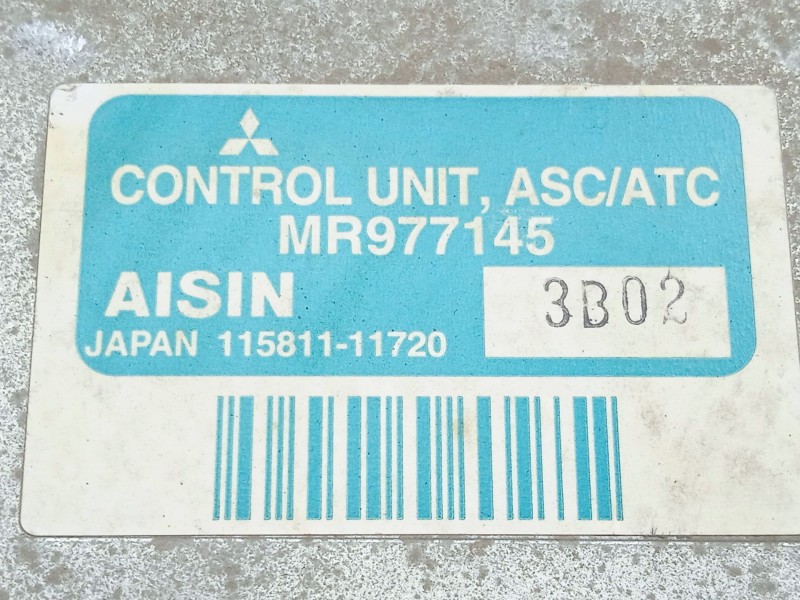 CONTROL UNIT, ASC/ATC
MR977145
AISIN
3B02
JAPAN 115811-11720